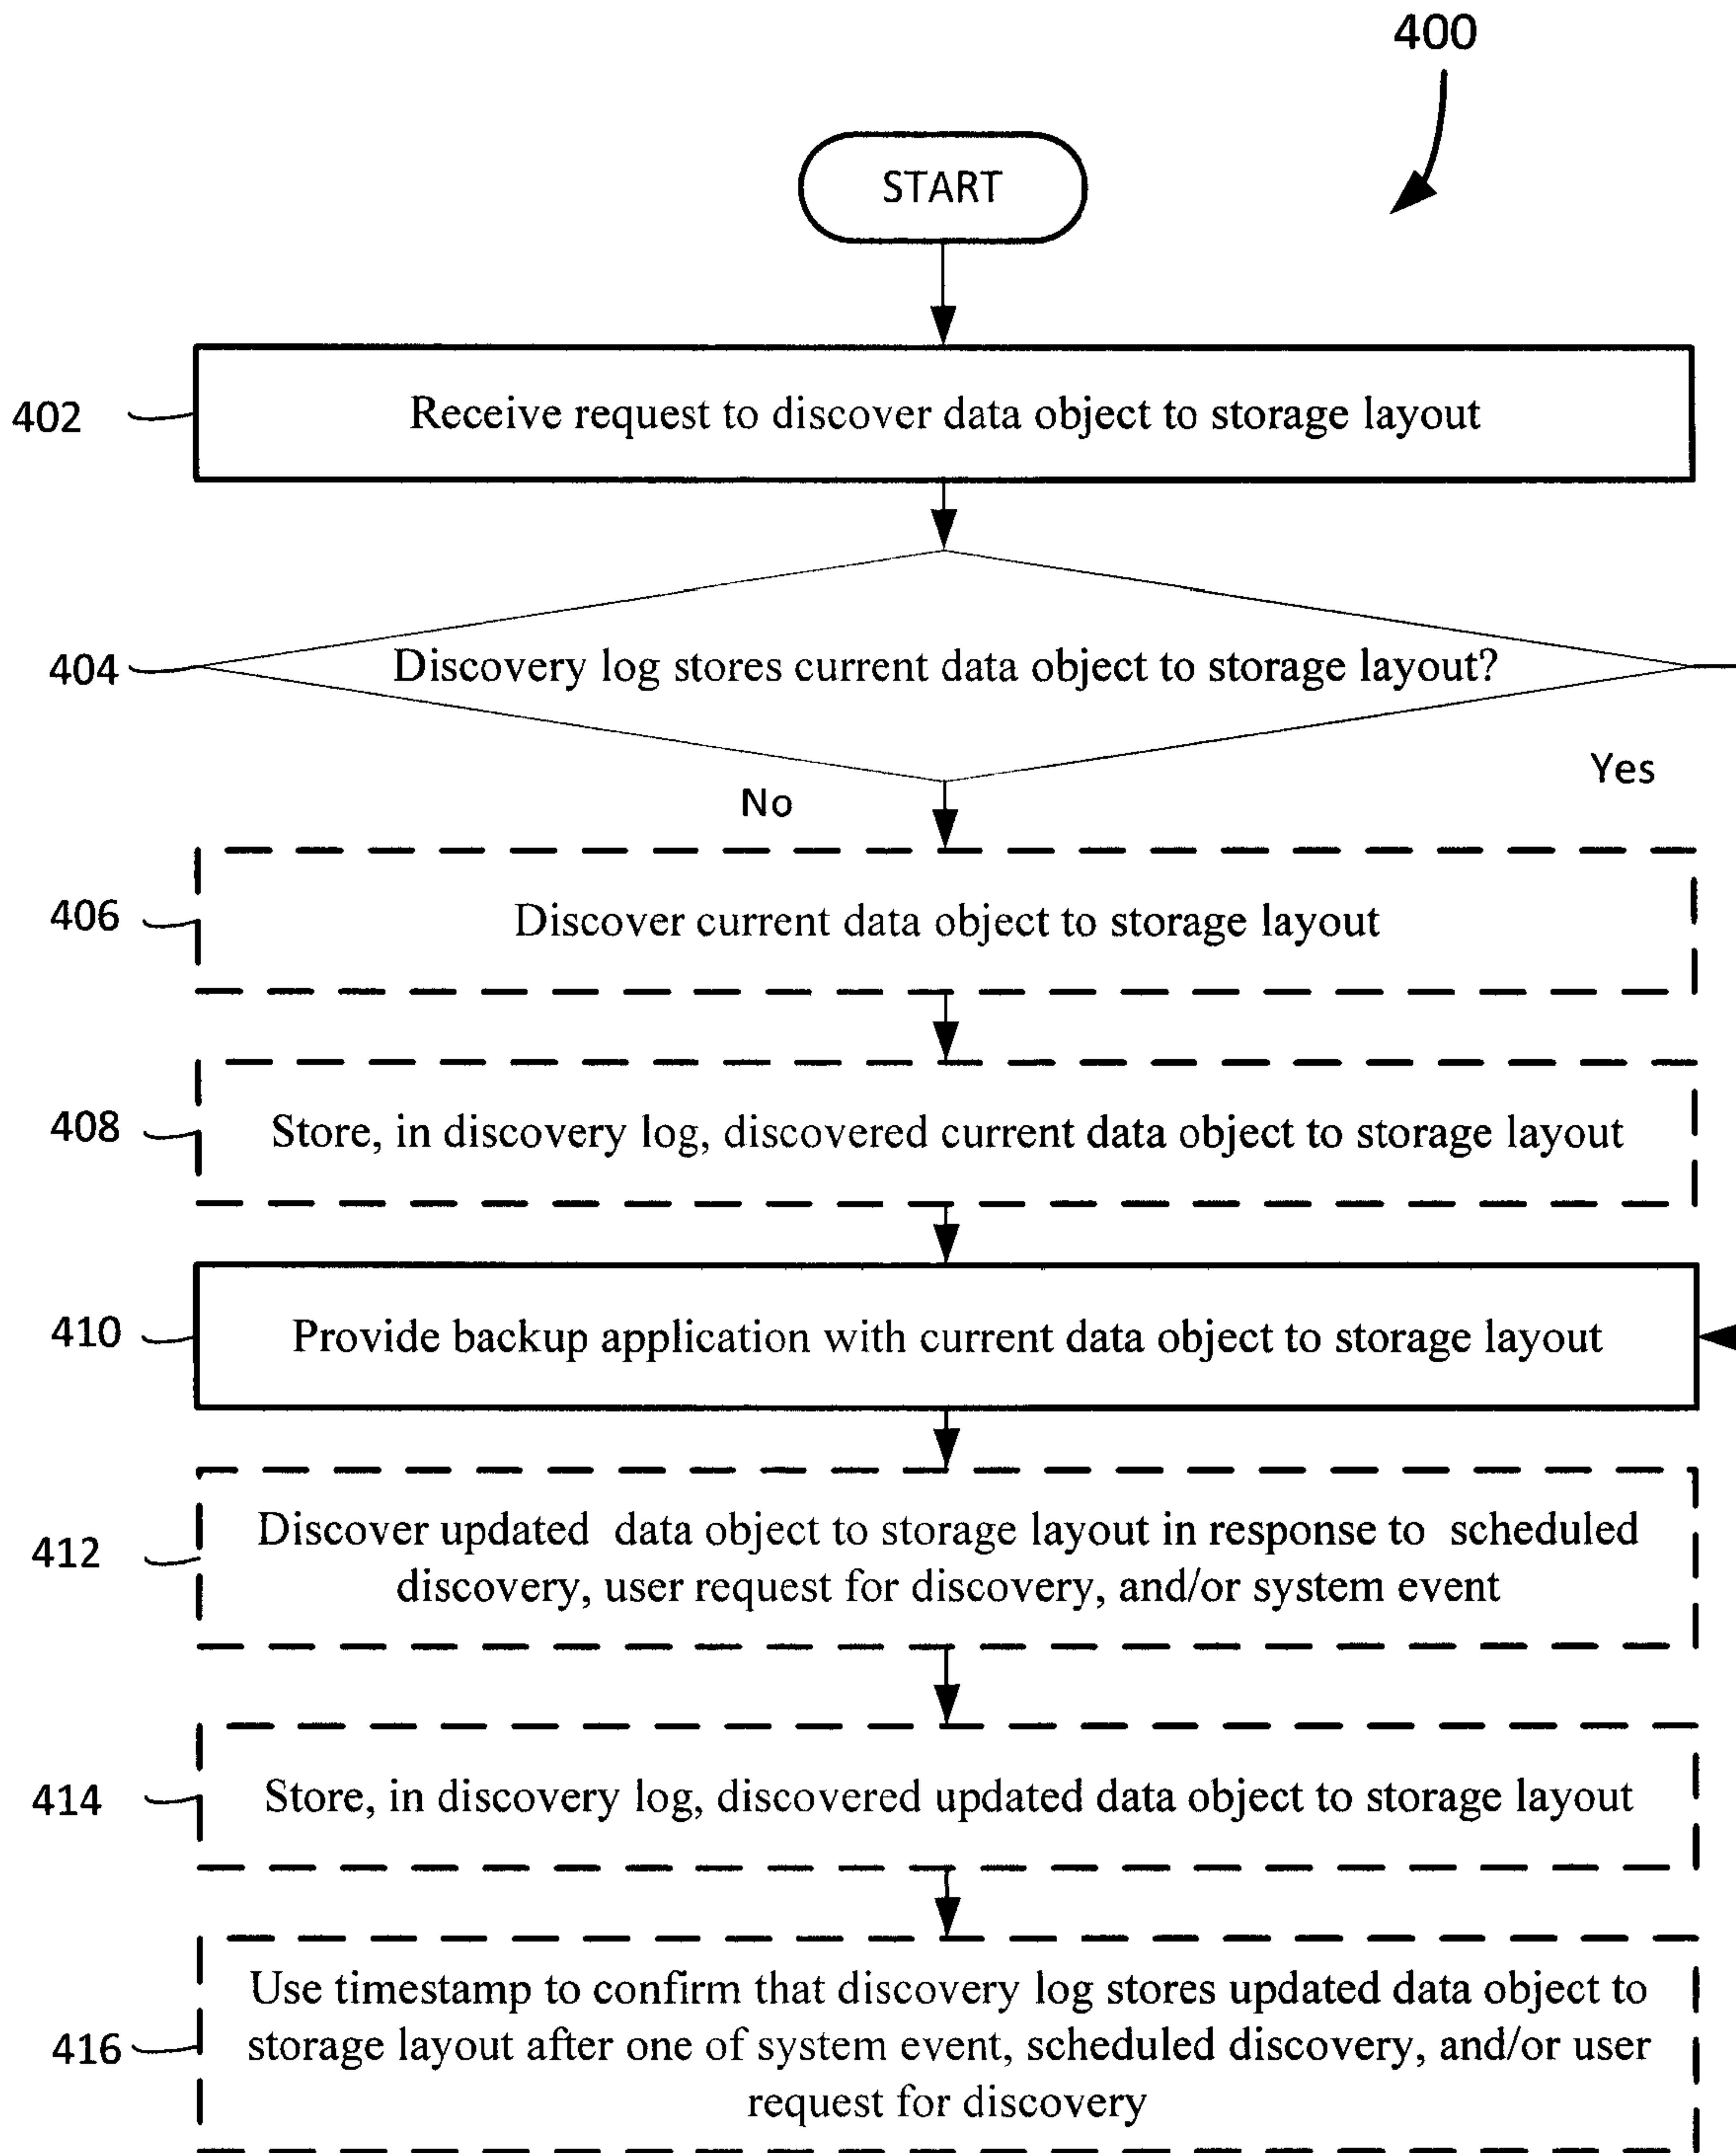 400
START
402
Receive request to discover data object to storage layout
404
Discovery log stores current data object to storage layout?
Yes
No
406
Discover current data object to storage layout
408
Store, in discovery log, discovered current data object to storage layout
410
Provide backup application with current data object to storage layout
412
Discover updated data object to storage layout in response to scheduled
discovery, user request for discovery, and/or system event
414
Store, in discovery log, discovered updated data object to storage layout
416
Use timestamp to confirm that discovery log stores updated data object to
storage layout after one of system event, scheduled discovery, and/or user
request for discovery